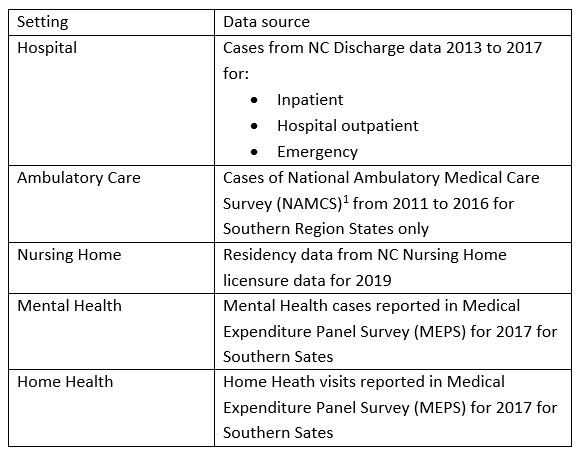 Setting
Data source
Hospital
Cases from NC Discharge data 2013 to 2017
for:
• Inpatient
• Hospital outpatient
• Emergency
Ambulatory Care
Cases of National Ambulatory Medical Care
Survey (NAMCS)¹ from 2011 to 2016 for
Southern Region States only
Nursing Home
Residency data from NC Nursing Home
licensure data for 2019
Mental Health
Mental Health cases reported in Medical
Expenditure Panel Survey (MEPS) for 2017 for
Southern Sates
Home Health
Home Heath visits reported in Medical
Expenditure Panel Survey (MEPS) for 2017 for
Southern Sates